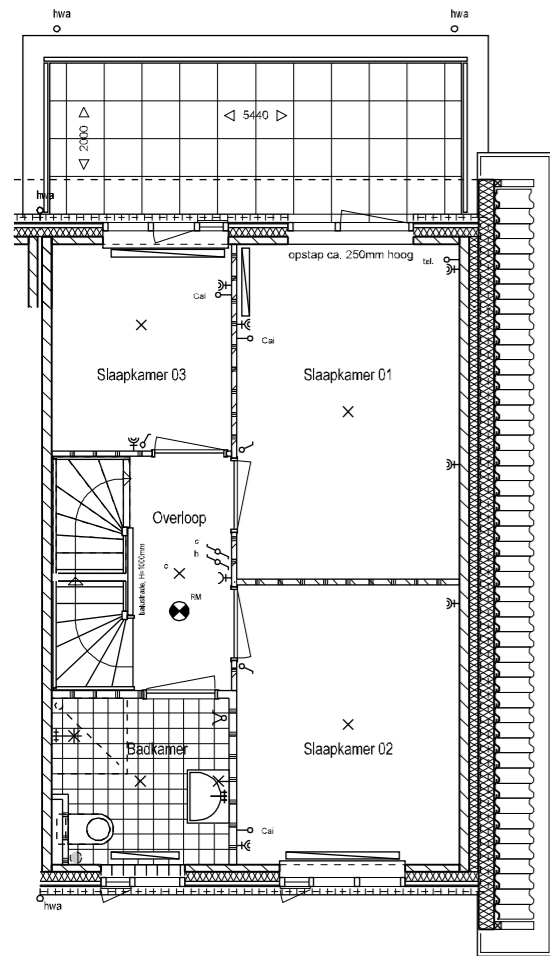 hwa
hwa
5440
2000
hwa
opstap ca. 250mm hoog
tel.
Cai
Cai
Slaapkamer 03
Slaapkamer 01
Overloop
c
h
c
balustrade, H=1000mm
RM
Badkamer
Slaapkamer 02
Cai
hwa